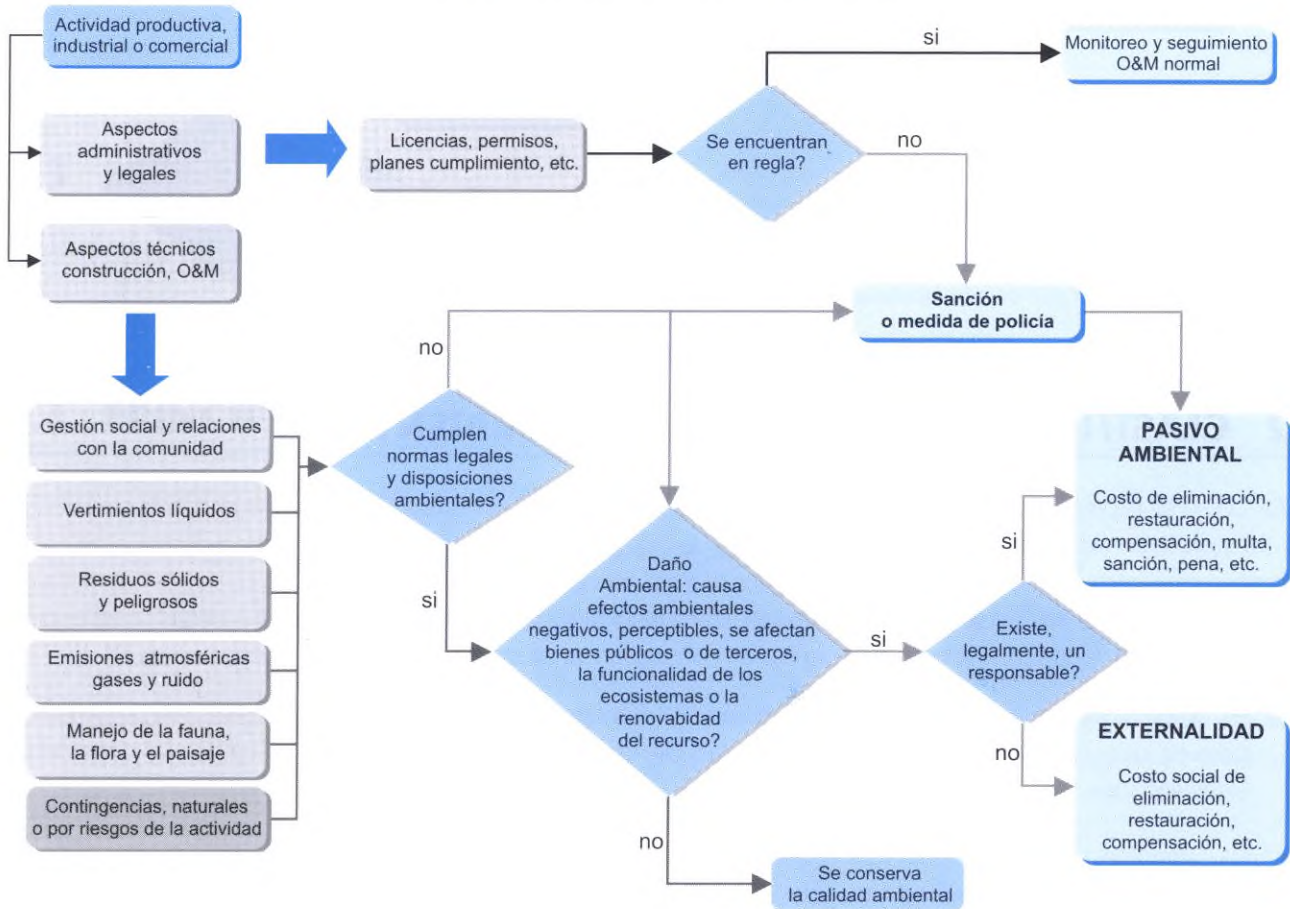 Actividad productiva,
industrial o comercial
si
Monitoreo y seguimiento
O&M normal
Aspectos
administrativos
y legales
Licencias, permisos,
planes cumplimiento, etc.
Se encuentran
en regla?
no
Aspectos técnicos
construcción, O&M
Sanción
o medida de policía
no
Gestión social y relaciones
con la comunidad
Cumplen
normas legales
y disposiciones
ambientales?
PASIVO
AMBIENTAL
Costo de eliminación,
restauración,
compensación, multa,
sanción, pena, etc.
Vertimientos líquidos
Residuos sólidos
y peligrosos
si
Daño
Ambiental: causa
efectos ambientales
negativos, perceptibles, se afectan
bienes públicos o de terceros,
la funcionalidad de los
ecosistemas o la
renovabidad
del recurso?
si
si
Existe,
legalmente, un
responsable?
Emisiones atmosféricas
gases y ruido
Manejo de la fauna,
la flora y el paisaje
no
EXTERNALIDAD
Costo social de
eliminación,
restauración,
compensación, etc.
Contingencias, naturales
o por riesgos de la actividad
no
Se conserva
la calidad ambiental